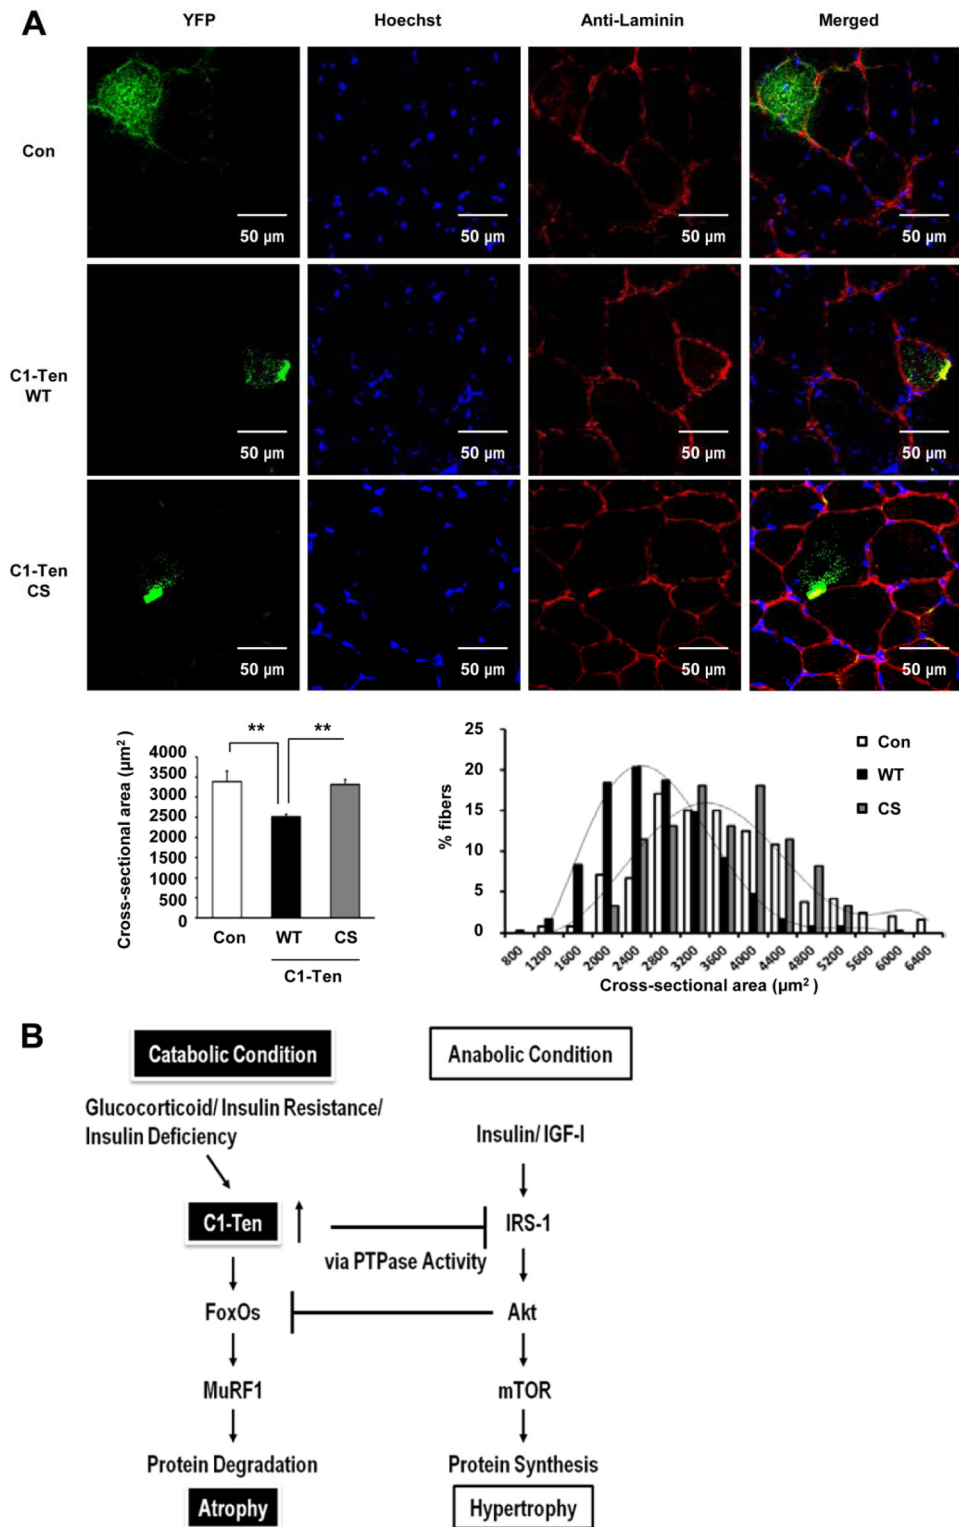 A
YFP
Hoechst
Anti-Laminin
Merged
Con
50 µm
50 µm
50 µm
50 µm
C1-Ten
WT
50 µm
50 µm
50 µm
50 µm
C1-Ten
CS
50 µm
50 µm
50 µm
50 µm
Cross-sectional area (µm²)
4000
3500
3000
2500
2000
1500
1000
500
0
**
**
Con
WT
CS
C1-Ten
% fibers
25
20
15
10
5
0
Con
WT
CS
800
1200
1600
2000
2400
2800
3200
3600
4000
4400
4800
5200
5600
6000
6400
Cross-sectional area (µm²)
B
Catabolic Condition
Anabolic Condition
Glucocorticoid/ Insulin Resistance/
Insulin Deficiency
Insulin/ IGF-I
C1-Ten
IRS-1
via PTPase Activity
FoxOs
Akt
MuRF1
mTOR
Protein Degradation
Protein Synthesis
Atrophy
Hypertrophy